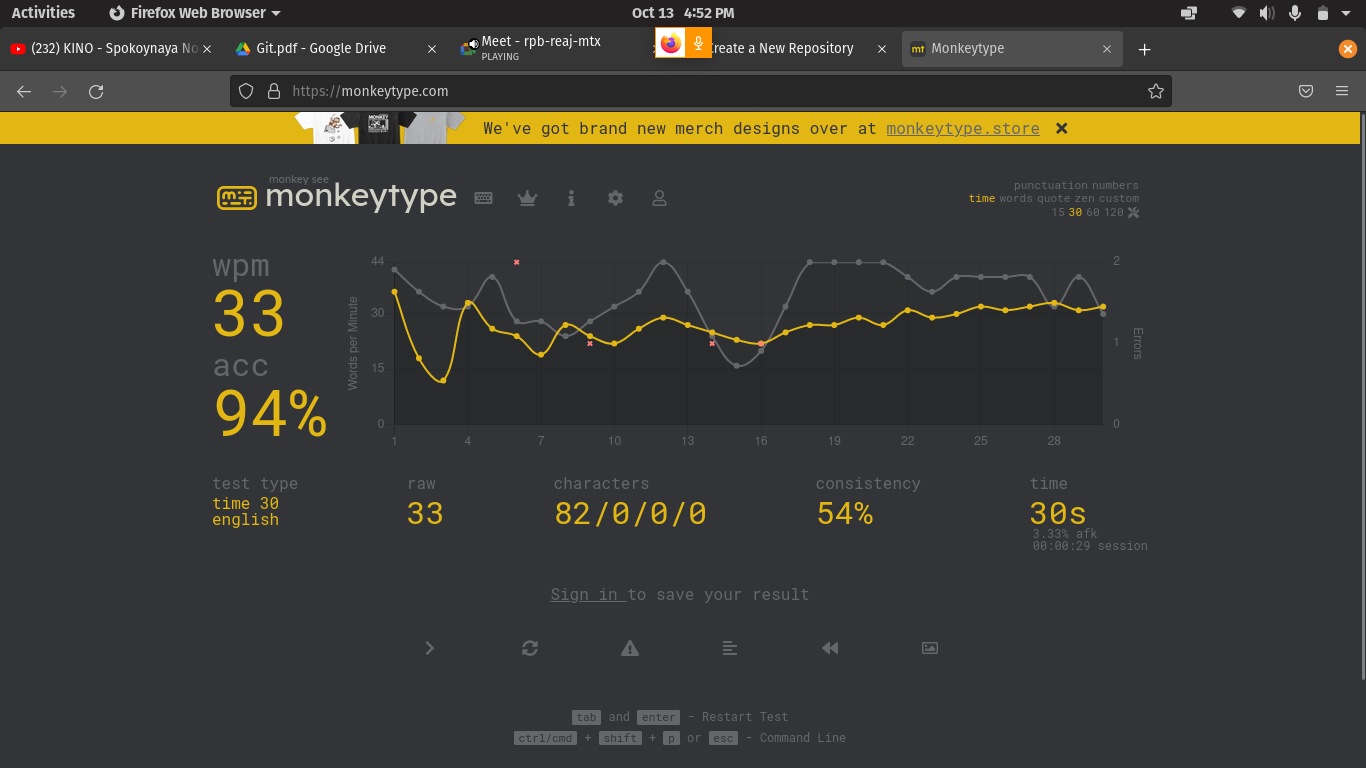 Activities Firefox Web Browser Oct 13 4:52 PM
(232) KINO - Spokoynaya No Git.pdf - Google Drive Meet - rpb-reaj-mtx Create a New Repository mt Monkeytype
PLAYING
https://monkeytype.com
We've got brand new merch designs over at monkeytype.store
monkey see
monkeytype
punctuation numbers
time words quote zen custom
15 30 60 120
wpm
33
acc
94%
Words per Minute
44
30
15
0
1 4 7 10 13 16 19 22 25 28
2
1
0
Errors
test type
time 30
english
raw
33
characters
82/0/0/0
consistency
54%
time
30s
3.33% afk
00:00:29 session
Sign in to save your result
tab and enter - Restart Test
ctrl/cmd + shift + p or esc - Command Line